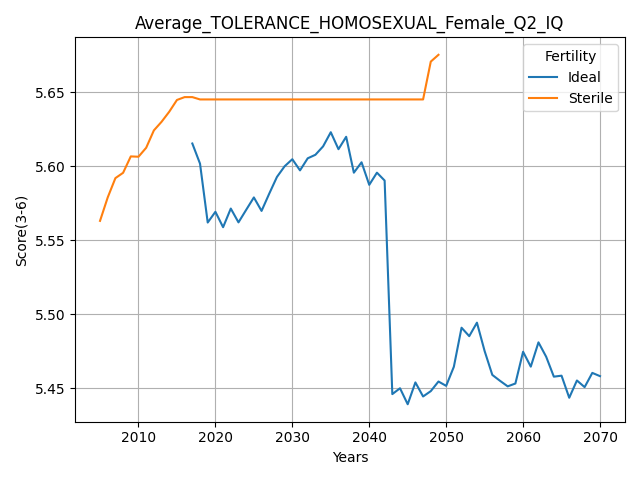 Average_TOLERANCE_HOMOSEXUAL_Female_Q2_IQ
Fertility
Ideal
Sterile
Score(3-6)
5.65
5.60
5.55
5.50
5.45
2010 2020 2030 2040 2050 2060 2070
Years